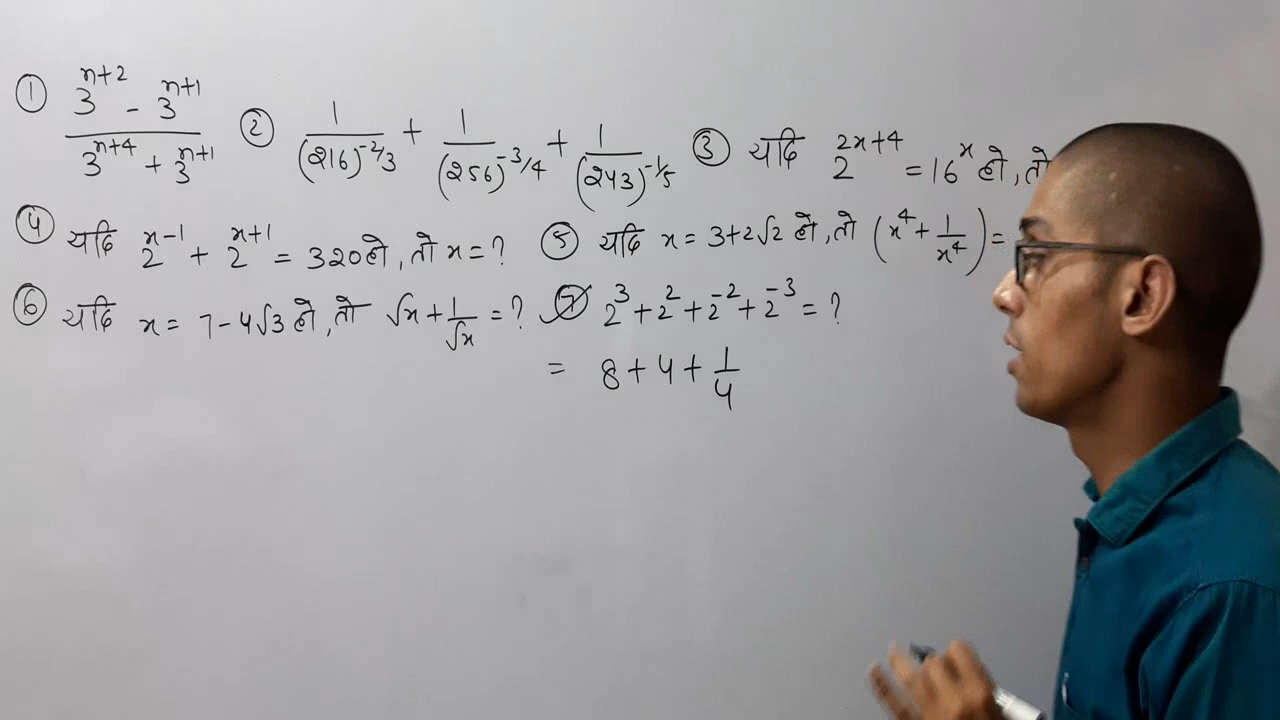 ① (3^(n+2) - 3^(n+1)) / (3^(n+4) + 3^(n+1)) ② 1/(216)^(-2/3) + 1/(256)^(-3/4) + 1/(243)^(-1/5) ③ यदि 2^(2x+4) = 16^x हो, तो
④ यदि 2^(x-1) + 2^(x+1) = 320 हो, तो x = ? ⑤ यदि x = 3+2√2 हो, तो (x^4 + 1/x^4) =
⑥ यदि x = 7-4√3 हो, तो √x + 1/√x = ? ⑦ 2^3 + 2^2 + 2^-2 + 2^-3 = ?
= 8 + 4 + 1/4